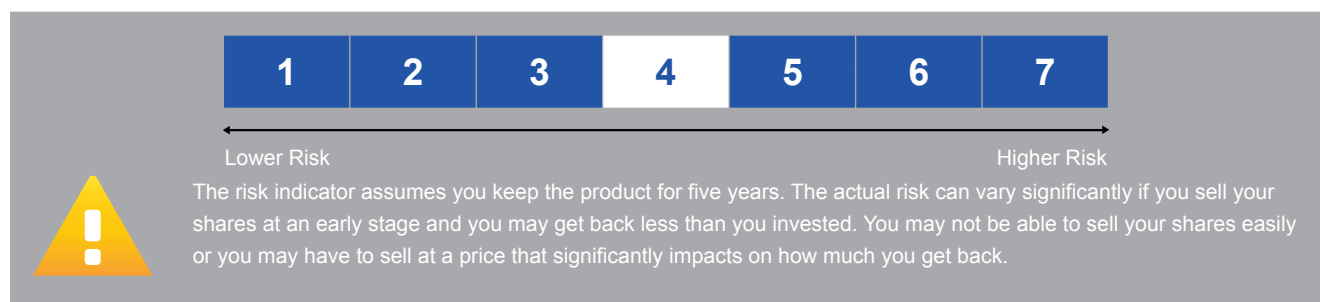 1 2 3 4 5 6 7
Lower Risk Higher Risk
The risk indicator assumes you keep the product for five years. The actual risk can vary significantly if you sell your
shares at an early stage and you may get back less than you invested. You may not be able to sell your shares easily
or you may have to sell at a price that significantly impacts on how much you get back.